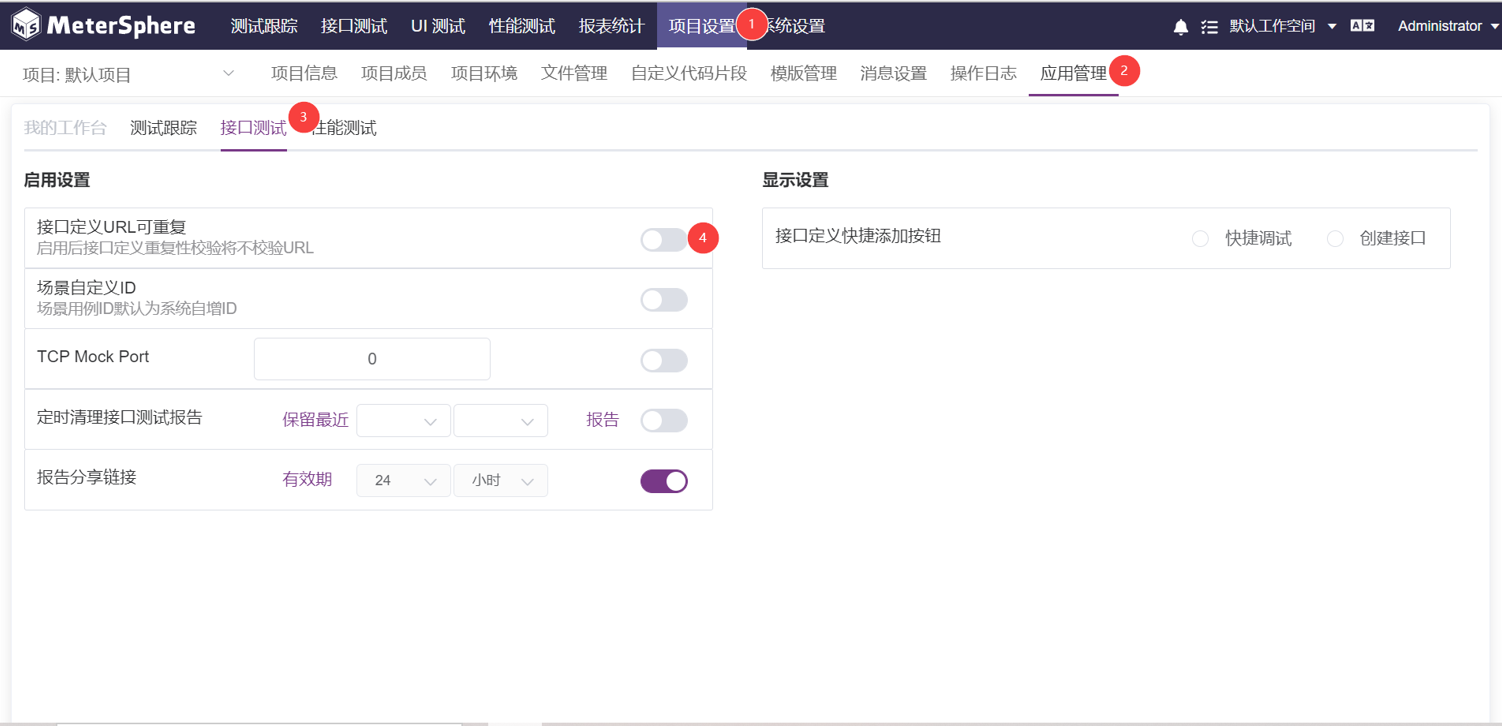 MeterSphere 测试跟踪 接口测试 UI 测试 性能测试 报表统计 项目设置 1 系统设置 默认工作空间 Administrator
项目: 默认项目 项目信息 项目成员 项目环境 文件管理 自定义代码片段 模版管理 消息设置 操作日志 应用管理 2
我的工作台 测试跟踪 接口测试 3 性能测试
启用设置
接口定义URL可重复
启用后接口定义重复性校验将不校验URL
4
场景自定义ID
场景用例ID默认为系统自增ID
TCP Mock Port 0
定时清理接口测试报告 保留最近 报告
报告分享链接 有效期 24 小时
显示设置
接口定义快捷添加按钮 快捷调试 创建接口